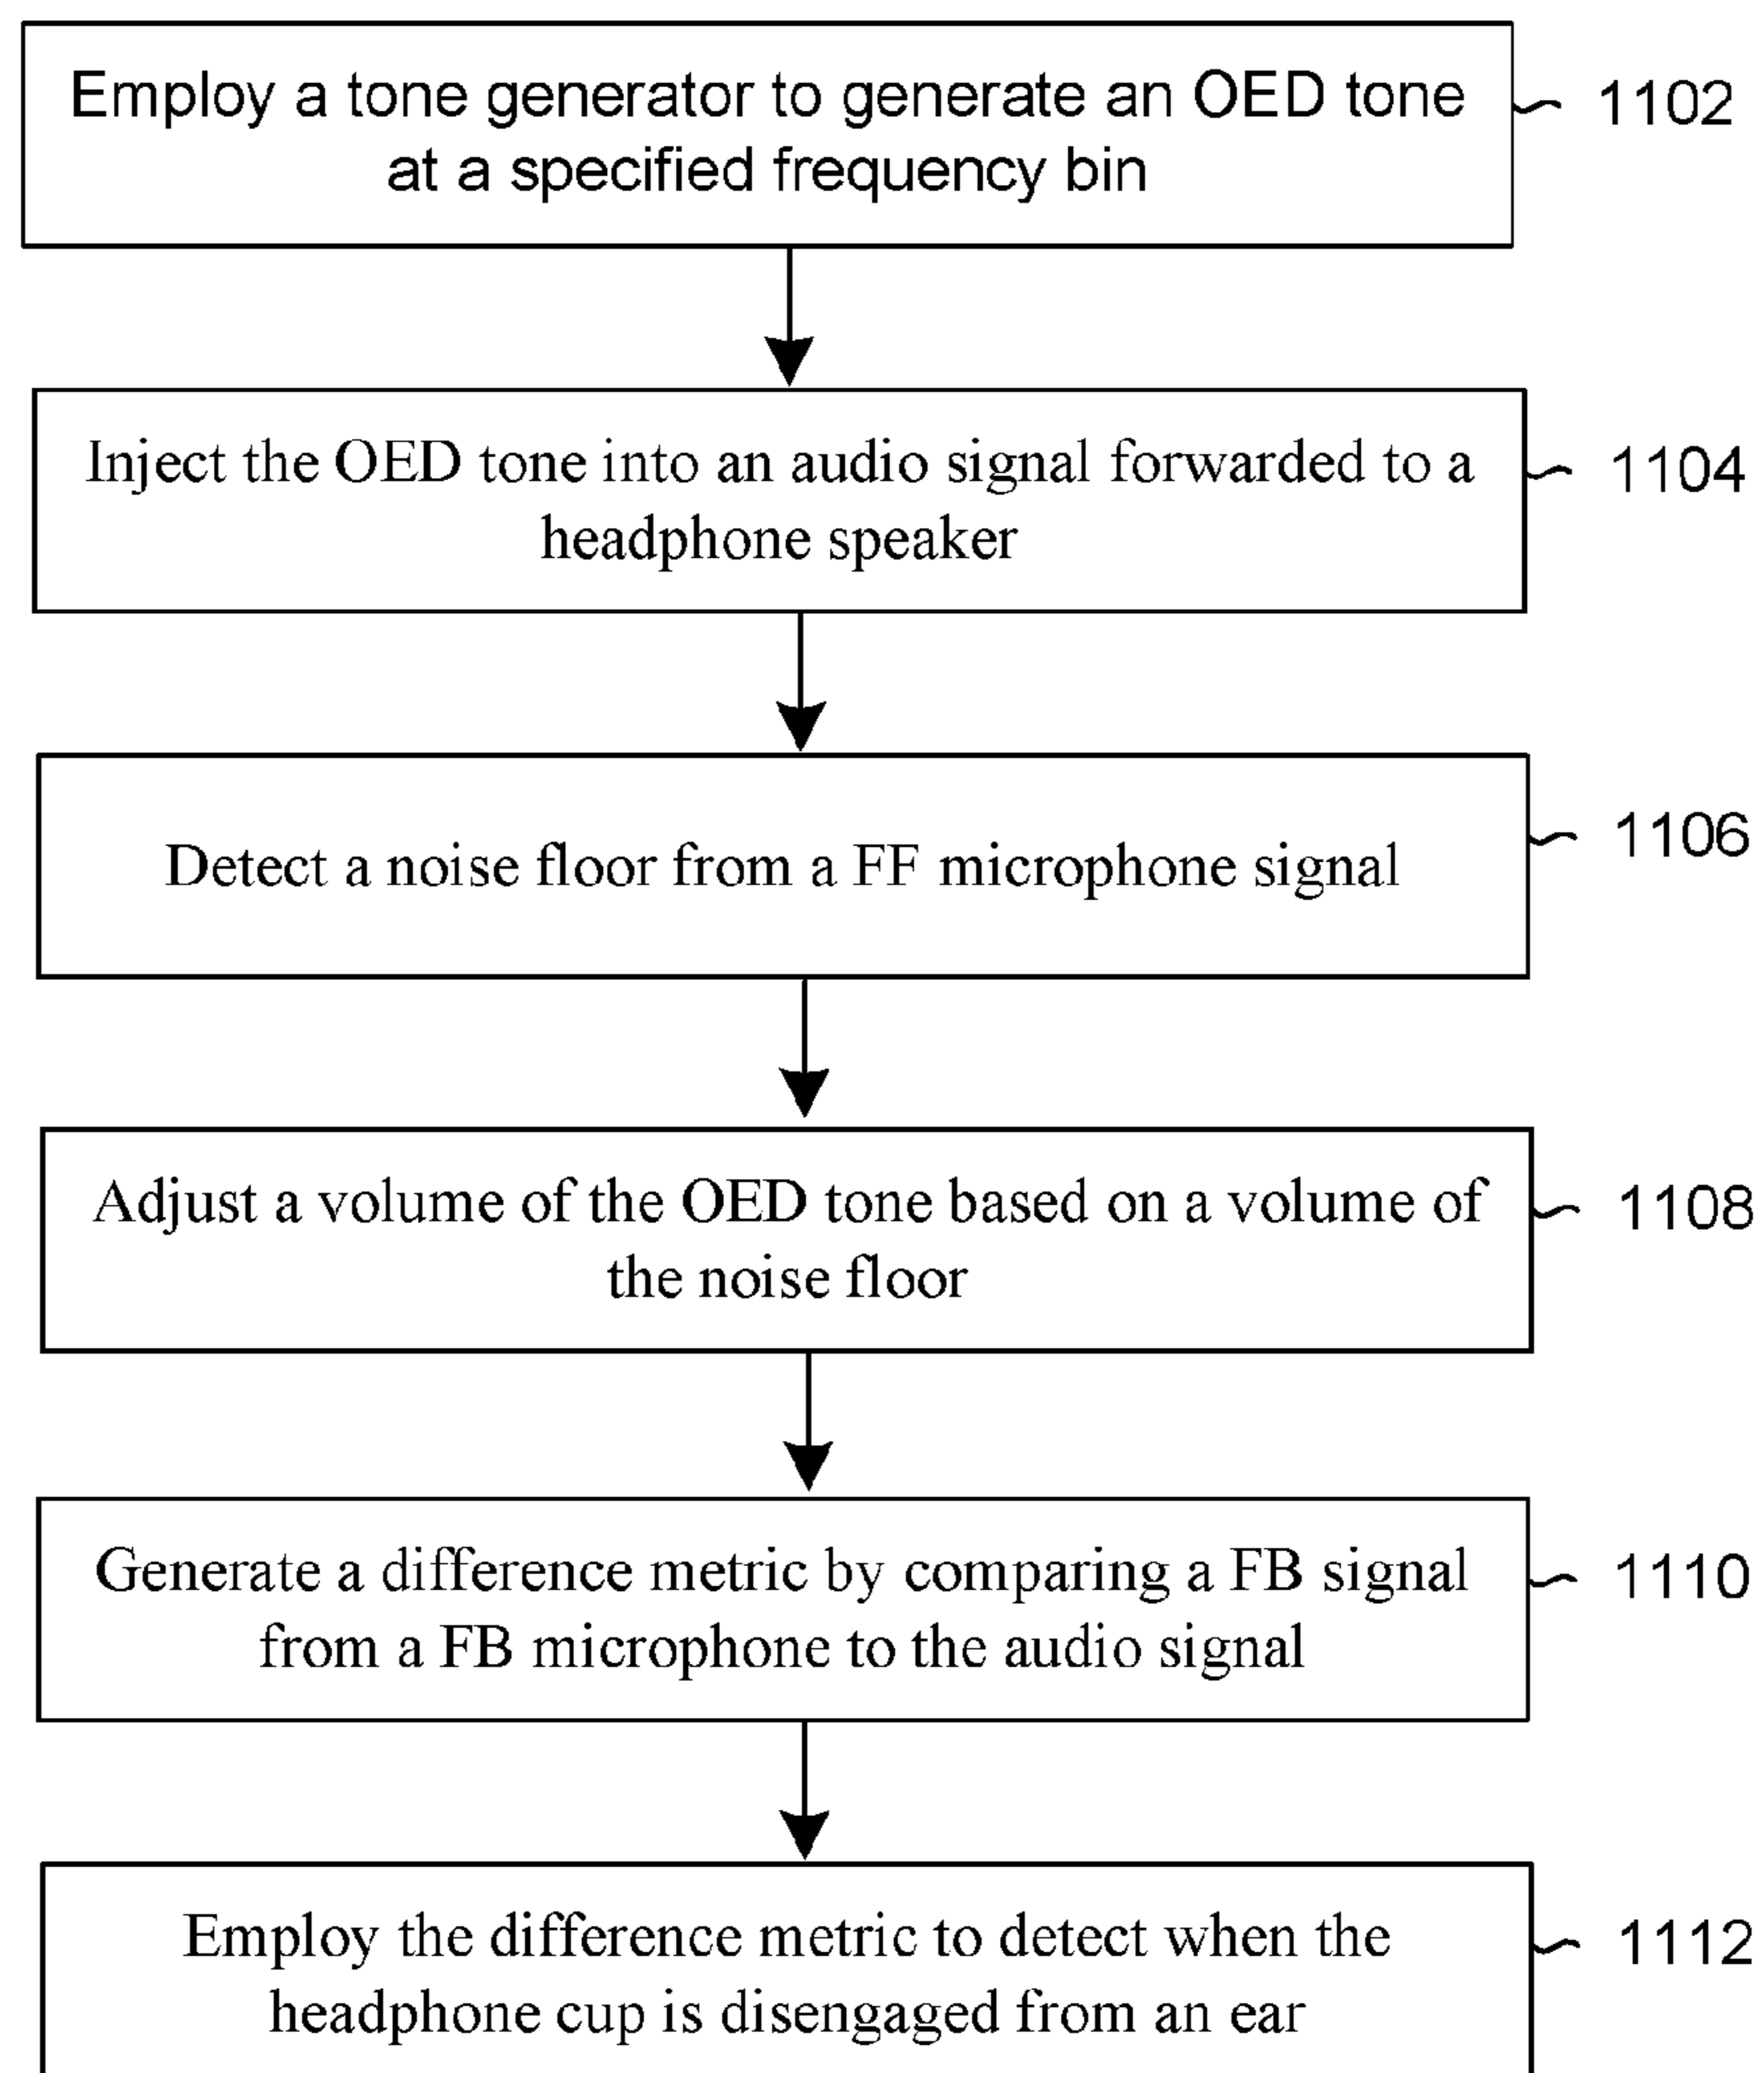 Employ a tone generator to generate an OED tone
at a specified frequency bin
1102
Inject the OED tone into an audio signal forwarded to a
headphone speaker
1104
Detect a noise floor from a FF microphone signal
1106
Adjust a volume of the OED tone based on a volume of
the noise floor
1108
Generate a difference metric by comparing a FB signal
from a FB microphone to the audio signal
1110
Employ the difference metric to detect when the
headphone cup is disengaged from an ear
1112